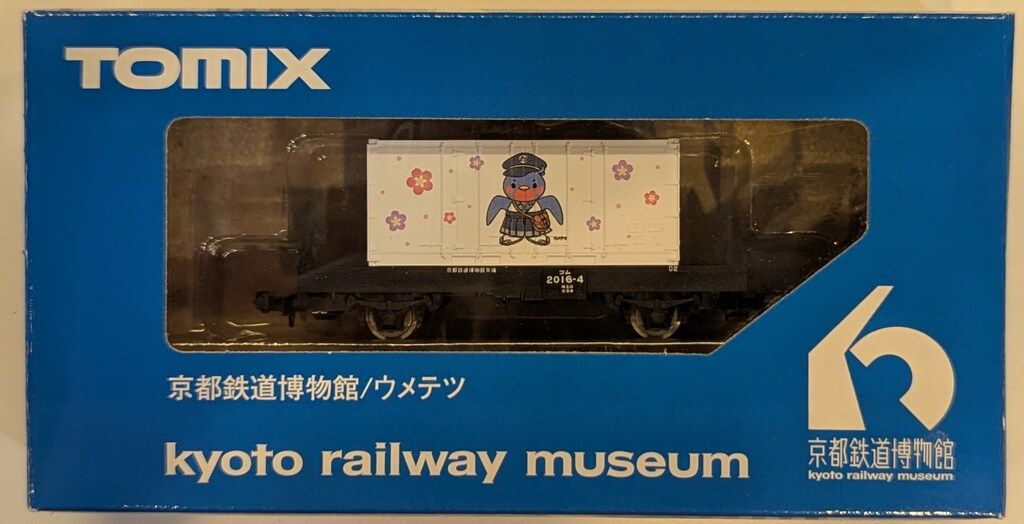 TOMIX
コム
2016-4
02
京都鉄道博物館/ウメテツ
kyoto railway museum
京都鉄道博物館
kyoto railway museum